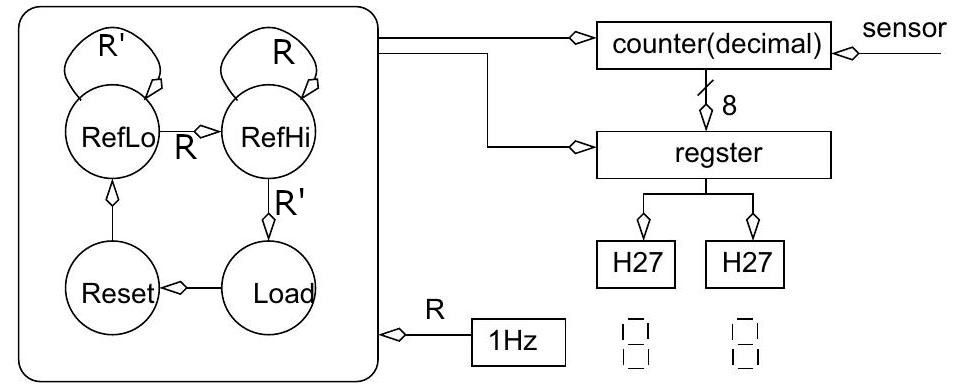 R'
R
RefLo
R
RefHi
R'
Reset
Load
counter(decimal)
sensor
8
regster
H27
H27
R
1Hz